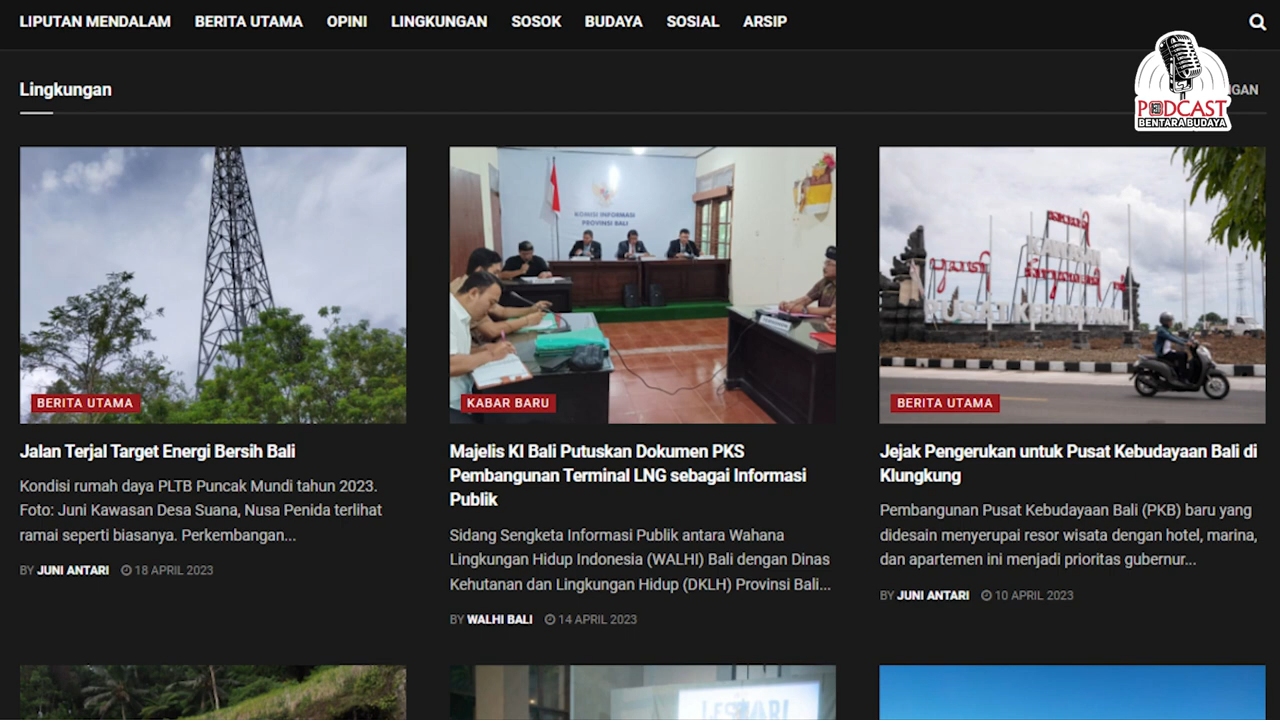 LIPUTAN MENDALAM BERITA UTAMA OPINI LINGKUNGAN SOSOK BUDAYA SOSIAL ARSIP
Lingkungan
GAN
PODCAST
BENTARA BUDAYA
KOMISI INFORMASI
PROVINSI BALI
BERITA UTAMA
KABAR BARU
BERITA UTAMA
Jalan Terjal Target Energi Bersih Bali
Kondisi rumah daya PLTB Puncak Mundi tahun 2023.
Foto: Juni Kawasan Desa Suana, Nusa Penida terlihat
ramai seperti biasanya. Perkembangan...
BY JUNI ANTARI 18 APRIL 2023
Majelis KI Bali Putuskan Dokumen PKS
Pembangunan Terminal LNG sebagai Informasi
Publik
Sidang Sengketa Informasi Publik antara Wahana
Lingkungan Hidup Indonesia (WALHI) Bali dengan Dinas
Kehutanan dan Lingkungan Hidup (DKLH) Provinsi Bali...
BY WALHI BALI 14 APRIL 2023
Jejak Pengerukan untuk Pusat Kebudayaan Bali di
Klungkung
Pembangunan Pusat Kebudayaan Bali (PKB) baru yang
didesain menyerupai resor wisata dengan hotel, marina,
dan apartemen ini menjadi prioritas gubernur...
BY JUNI ANTARI 10 APRIL 2023
LESTARI